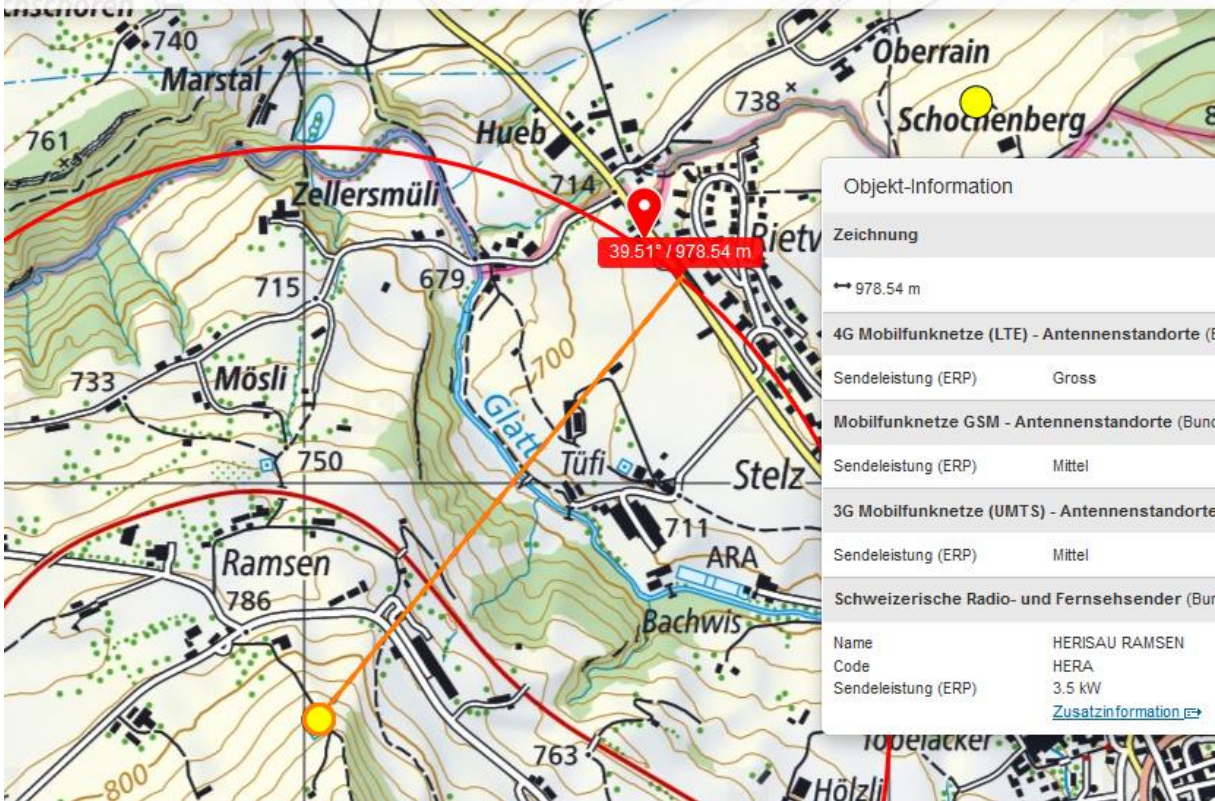 740
Marstal
761
Zellersmüli
Hueb
738
Oberrain
Schochenberg
714
39.51° / 978.54 m
715
679
733
Mösli
700
Glatt
750
Tüfi
Stelz
711
ARA
Ramsen
786
Bachwis
763
800
Hölzli
Tobelacker
Objekt-Information
Zeichnung
978.54 m
4G Mobilfunknetze (LTE) - Antennenstandorte
Sendeleistung (ERP) Gross
Mobilfunknetze GSM - Antennenstandorte
Sendeleistung (ERP) Mittel
3G Mobilfunknetze (UMTS) - Antennenstandorte
Sendeleistung (ERP) Mittel
Schweizerische Radio- und Fernsehsender
Name HERISAU RAMSEN
Code HERA
Sendeleistung (ERP) 3.5 kW
Zusatzinformation